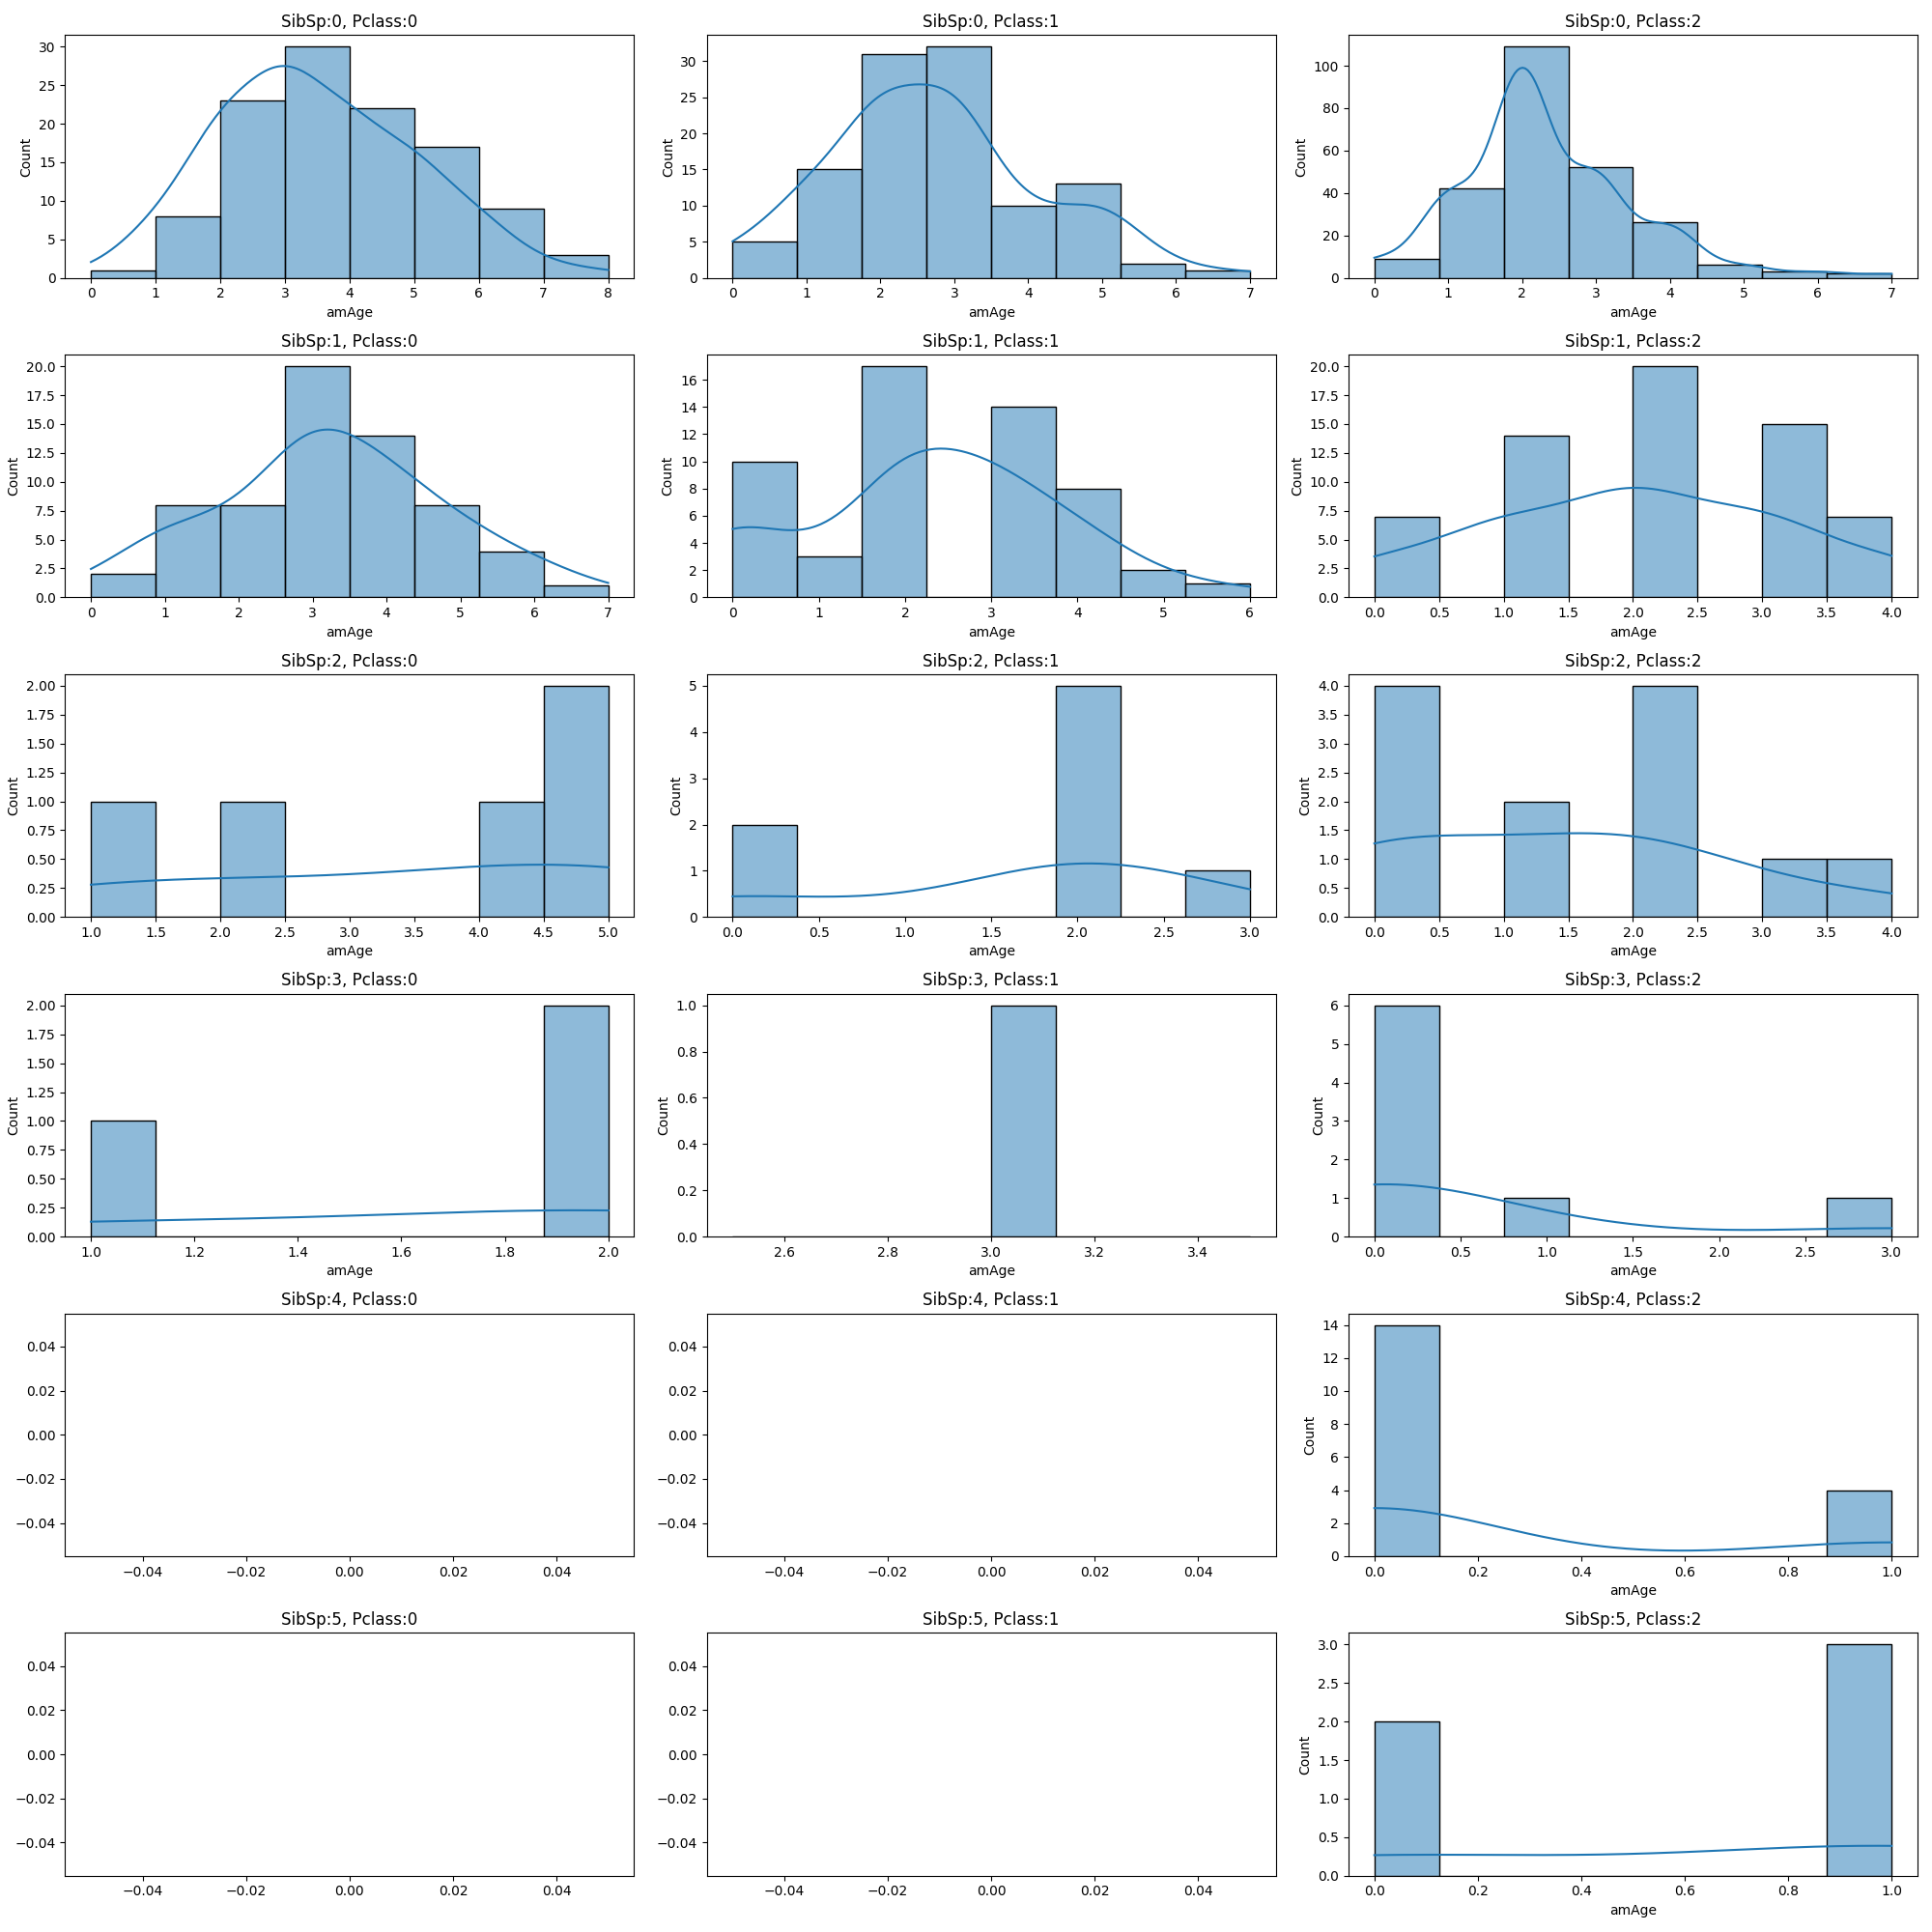 SibSp:0, Pclass:0
SibSp:0, Pclass:1
SibSp:0, Pclass:2
30
25
20
15
10
5
0
Count
0 1 2 3 4 5 6 7 8
amAge
30
25
20
15
10
5
0
Count
0 1 2 3 4 5 6 7
amAge
100
80
60
40
20
0
Count
0 1 2 3 4 5 6 7
amAge
SibSp:1, Pclass:0
SibSp:1, Pclass:1
SibSp:1, Pclass:2
20.0
17.5
15.0
12.5
10.0
7.5
5.0
2.5
0.0
Count
0 1 2 3 4 5 6 7
amAge
16
14
12
10
8
6
4
2
0
Count
0 1 2 3 4 5 6
amAge
20.0
17.5
15.0
12.5
10.0
7.5
5.0
2.5
0.0
Count
0.0 0.5 1.0 1.5 2.0 2.5 3.0 3.5 4.0
amAge
SibSp:2, Pclass:0
SibSp:2, Pclass:1
SibSp:2, Pclass:2
2.00
1.75
1.50
1.25
1.00
0.75
0.50
0.25
0.00
Count
1.0 1.5 2.0 2.5 3.0 3.5 4.0 4.5 5.0
amAge
5
4
3
2
1
0
Count
0.0 0.5 1.0 1.5 2.0 2.5 3.0
amAge
4.0
3.5
3.0
2.5
2.0
1.5
1.0
0.5
0.0
Count
0.0 0.5 1.0 1.5 2.0 2.5 3.0 3.5 4.0
amAge
SibSp:3, Pclass:0
SibSp:3, Pclass:1
SibSp:3, Pclass:2
2.00
1.75
1.50
1.25
1.00
0.75
0.50
0.25
0.00
Count
1.0 1.2 1.4 1.6 1.8 2.0
amAge
1.0
0.8
0.6
0.4
0.2
0.0
Count
2.6 2.8 3.0 3.2 3.4
amAge
6
5
4
3
2
1
0
Count
0.0 0.5 1.0 1.5 2.0 2.5 3.0
amAge
SibSp:4, Pclass:0
SibSp:4, Pclass:1
SibSp:4, Pclass:2
0.04
0.02
0.00
−0.02
−0.04
−0.04 −0.02 0.00 0.02 0.04
0.04
0.02
0.00
−0.02
−0.04
−0.04 −0.02 0.00 0.02 0.04
14
12
10
8
6
4
2
0
Count
0.0 0.2 0.4 0.6 0.8 1.0
amAge
SibSp:5, Pclass:0
SibSp:5, Pclass:1
SibSp:5, Pclass:2
0.04
0.02
0.00
−0.02
−0.04
−0.04 −0.02 0.00 0.02 0.04
0.04
0.02
0.00
−0.02
−0.04
−0.04 −0.02 0.00 0.02 0.04
3.0
2.5
2.0
1.5
1.0
0.5
0.0
Count
0.0 0.2 0.4 0.6 0.8 1.0
amAge